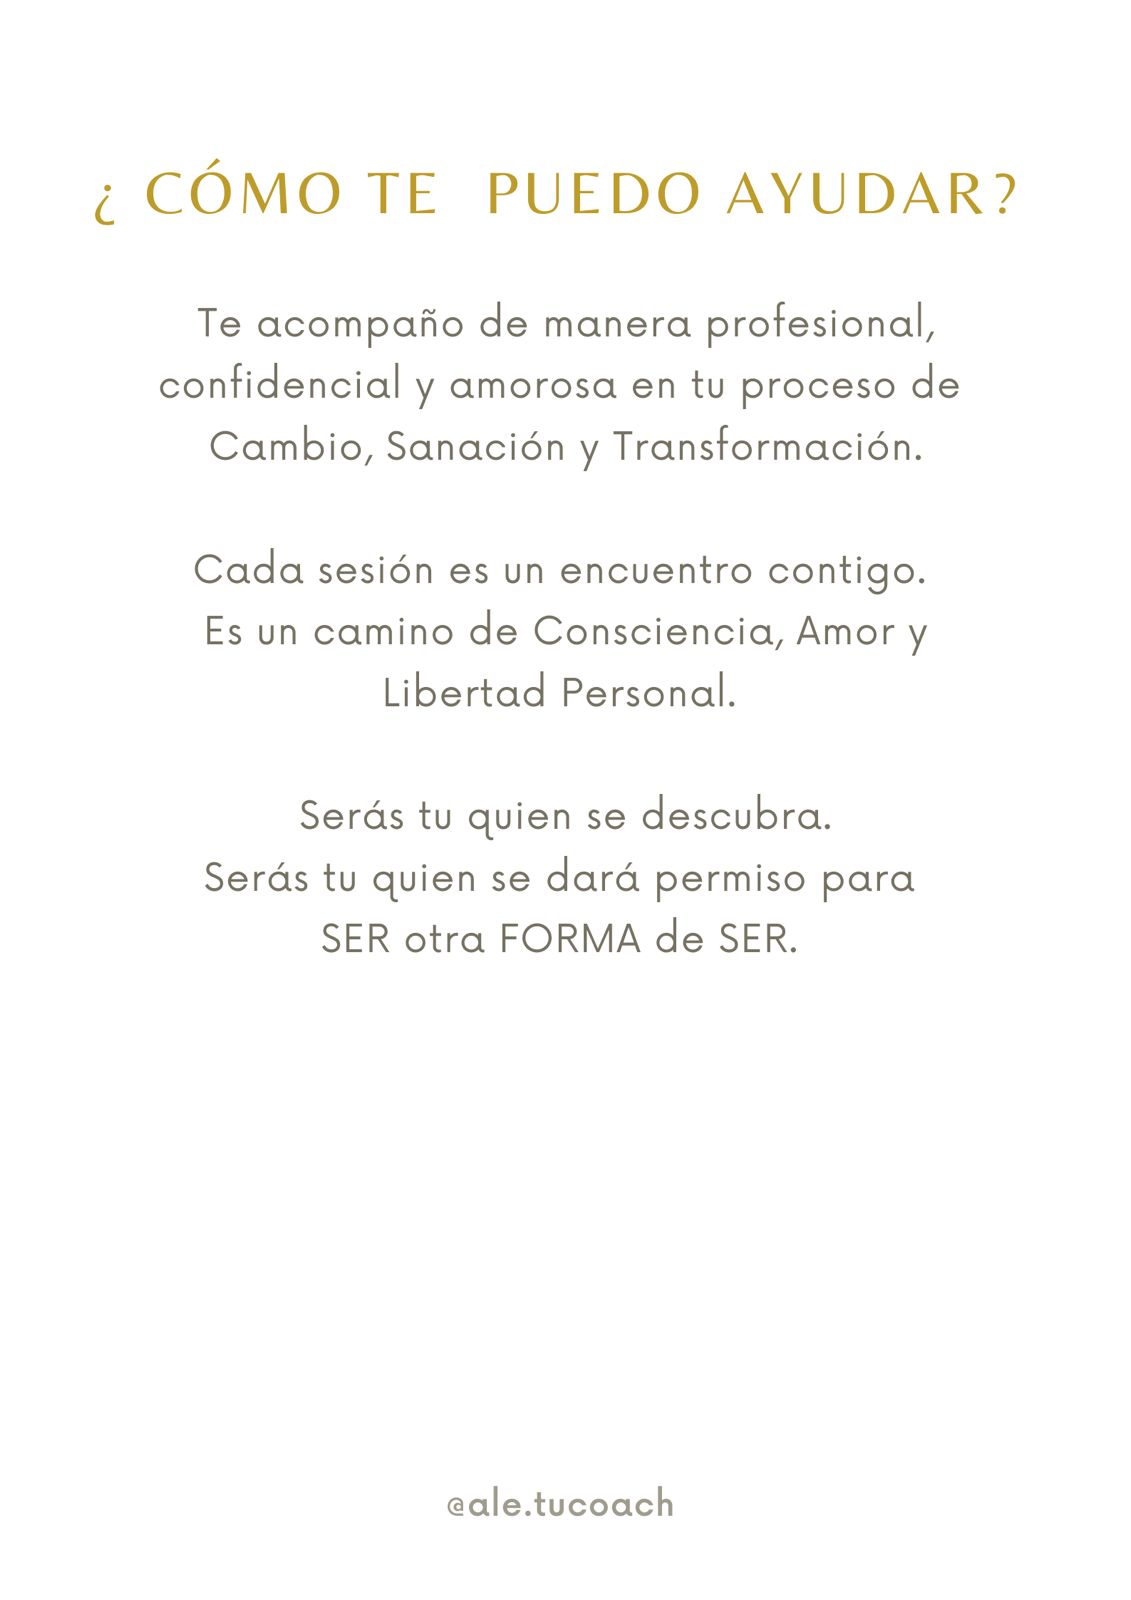 ¿ CÓMO TE PUEDO AYUDAR?
Te acompaño de manera profesional,
confidencial y amorosa en tu proceso de
Cambio, Sanación y Transformación.
Cada sesión es un encuentro contigo.
Es un camino de Consciencia, Amor y
Libertad Personal.
Serás tu quien se descubra.
Serás tu quien se dará permiso para
SER otra FORMA de SER.
@ale.tucoach